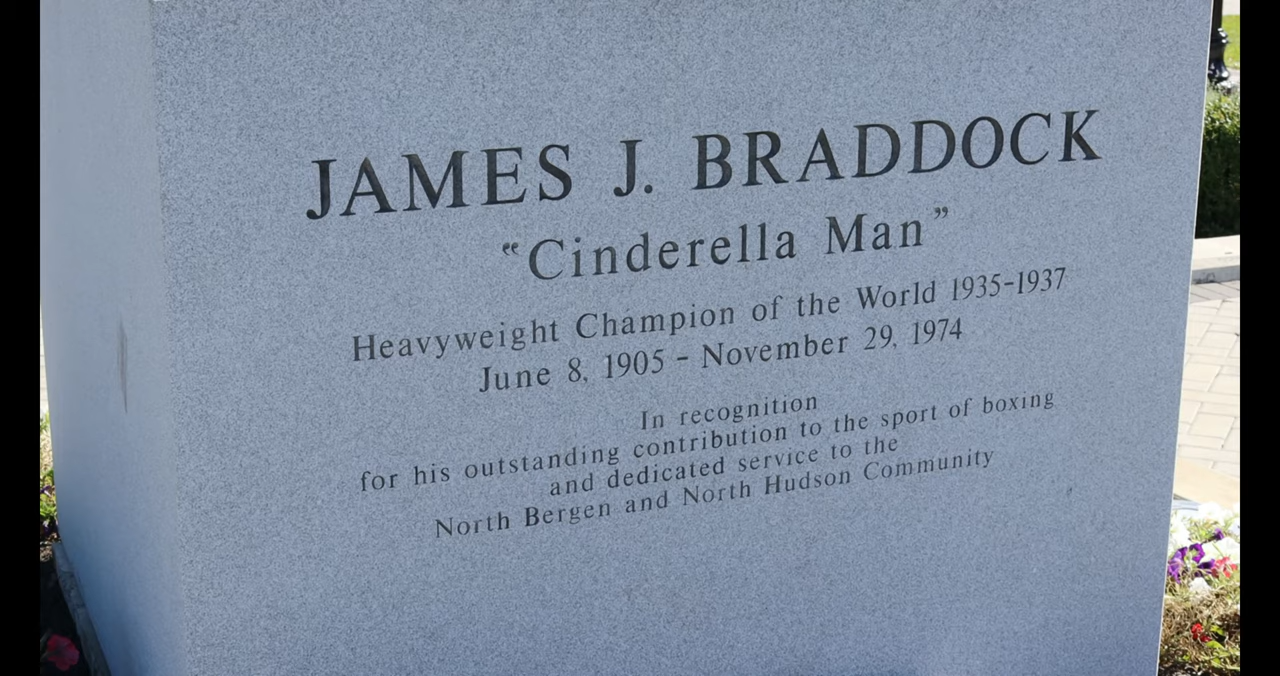 JAMES J. BRADDOCK
“Cinderella Man”
Heavyweight Champion of the World 1935-1937
June 8, 1905 - November 29, 1974
In recognition
for his outstanding contribution to the sport of boxing
and dedicated service to the
North Bergen and North Hudson Community